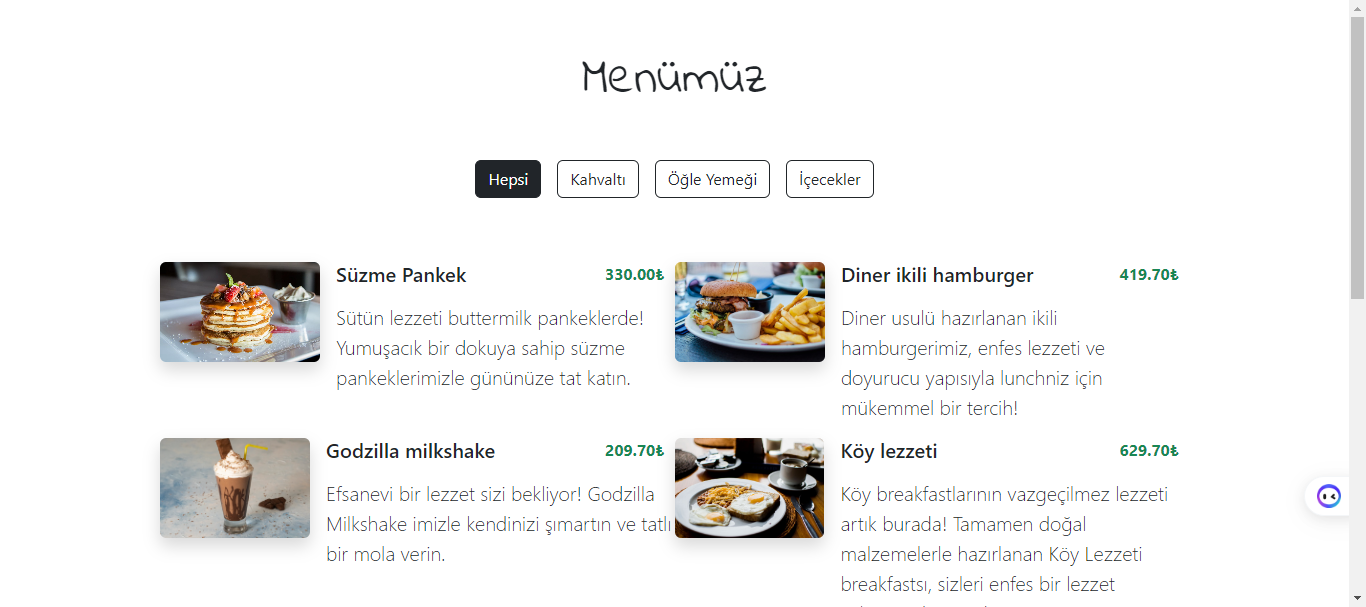 Menümüz
Hepsi
Kahvaltı
Öğle Yemeği
İçecekler
Süzme Pankek
330.00₺
Sütün lezzeti buttermilk pankeklerde!
Yumuşacık bir dokuya sahip süzme
pankeklerimizle gününüze tat katın.
Diner ikili hamburger
419.70₺
Diner usulü hazırlanan ikili
hamburgerimiz, enfes lezzeti ve
doyurucu yapısıyla lunchniz için
mükemmel bir tercih!
Godzilla milkshake
209.70₺
Efsanevi bir lezzet sizi bekliyor! Godzilla
Milkshake imizle kendinizi şımartın ve tatlı
bir mola verin.
Köy lezzeti
629.70₺
Köy breakfastlarının vazgeçilmez lezzeti
artık burada! Tamamen doğal
malzemelerle hazırlanan Köy Lezzeti
breakfastsı, sizleri enfes bir lezzet